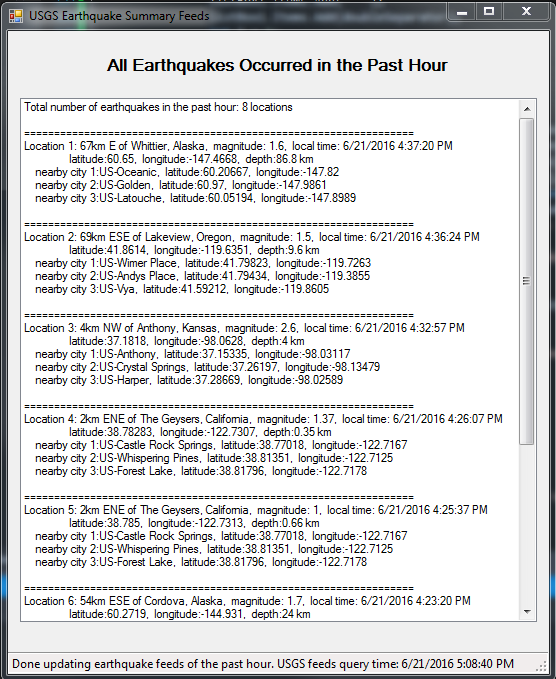 USGS Earthquake Summary Feeds
All Earthquakes Occurred in the Past Hour
Total number of earthquakes in the past hour: 8 locations
=================================================================
Location 1: 67km E of Whittier, Alaska, magnitude: 1.6, local time: 6/21/2016 4:37:20 PM
latitude:60.65, longitude:-147.4668, depth:86.8 km
nearby city 1:US-Oceanic, latitude:60.20667, longitude:-147.82
nearby city 2:US-Golden, latitude:60.97, longitude:-147.9861
nearby city 3:US-Latouche, latitude:60.05194, longitude:-147.8989
=================================================================
Location 2: 69km ESE of Lakeview, Oregon, magnitude: 1.5, local time: 6/21/2016 4:36:24 PM
latitude:41.8614, longitude:-119.6351, depth:9.6 km
nearby city 1:US-Wimer Place, latitude:41.79823, longitude:-119.7263
nearby city 2:US-Andys Place, latitude:41.79434, longitude:-119.3855
nearby city 3:US-Vya, latitude:41.59212, longitude:-119.8605
=================================================================
Location 3: 4km NW of Anthony, Kansas, magnitude: 2.6, local time: 6/21/2016 4:32:57 PM
latitude:37.1818, longitude:-98.0628, depth:4 km
nearby city 1:US-Anthony, latitude:37.15335, longitude:-98.03117
nearby city 2:US-Crystal Springs, latitude:37.26197, longitude:-98.13479
nearby city 3:US-Harper, latitude:37.28669, longitude:-98.02589
=================================================================
Location 4: 2km ENE of The Geysers, California, magnitude: 1.37, local time: 6/21/2016 4:26:07 PM
latitude:38.78283, longitude:-122.7307, depth:0.35 km
nearby city 1:US-Castle Rock Springs, latitude:38.77018, longitude:-122.7167
nearby city 2:US-Whispering Pines, latitude:38.81351, longitude:-122.7125
nearby city 3:US-Forest Lake, latitude:38.81796, longitude:-122.7178
=================================================================
Location 5: 2km ENE of The Geysers, California, magnitude: 1, local time: 6/21/2016 4:25:37 PM
latitude:38.785, longitude:-122.7313, depth:0.66 km
nearby city 1:US-Castle Rock Springs, latitude:38.77018, longitude:-122.7167
nearby city 2:US-Whispering Pines, latitude:38.81351, longitude:-122.7125
nearby city 3:US-Forest Lake, latitude:38.81796, longitude:-122.7178
=================================================================
Location 6: 54km ESE of Cordova, Alaska, magnitude: 1.7, local time: 6/21/2016 4:23:20 PM
latitude:60.2719, longitude:-144.931, depth:24 km
Done updating earthquake feeds of the past hour. USGS feeds query time: 6/21/2016 5:08:40 PM